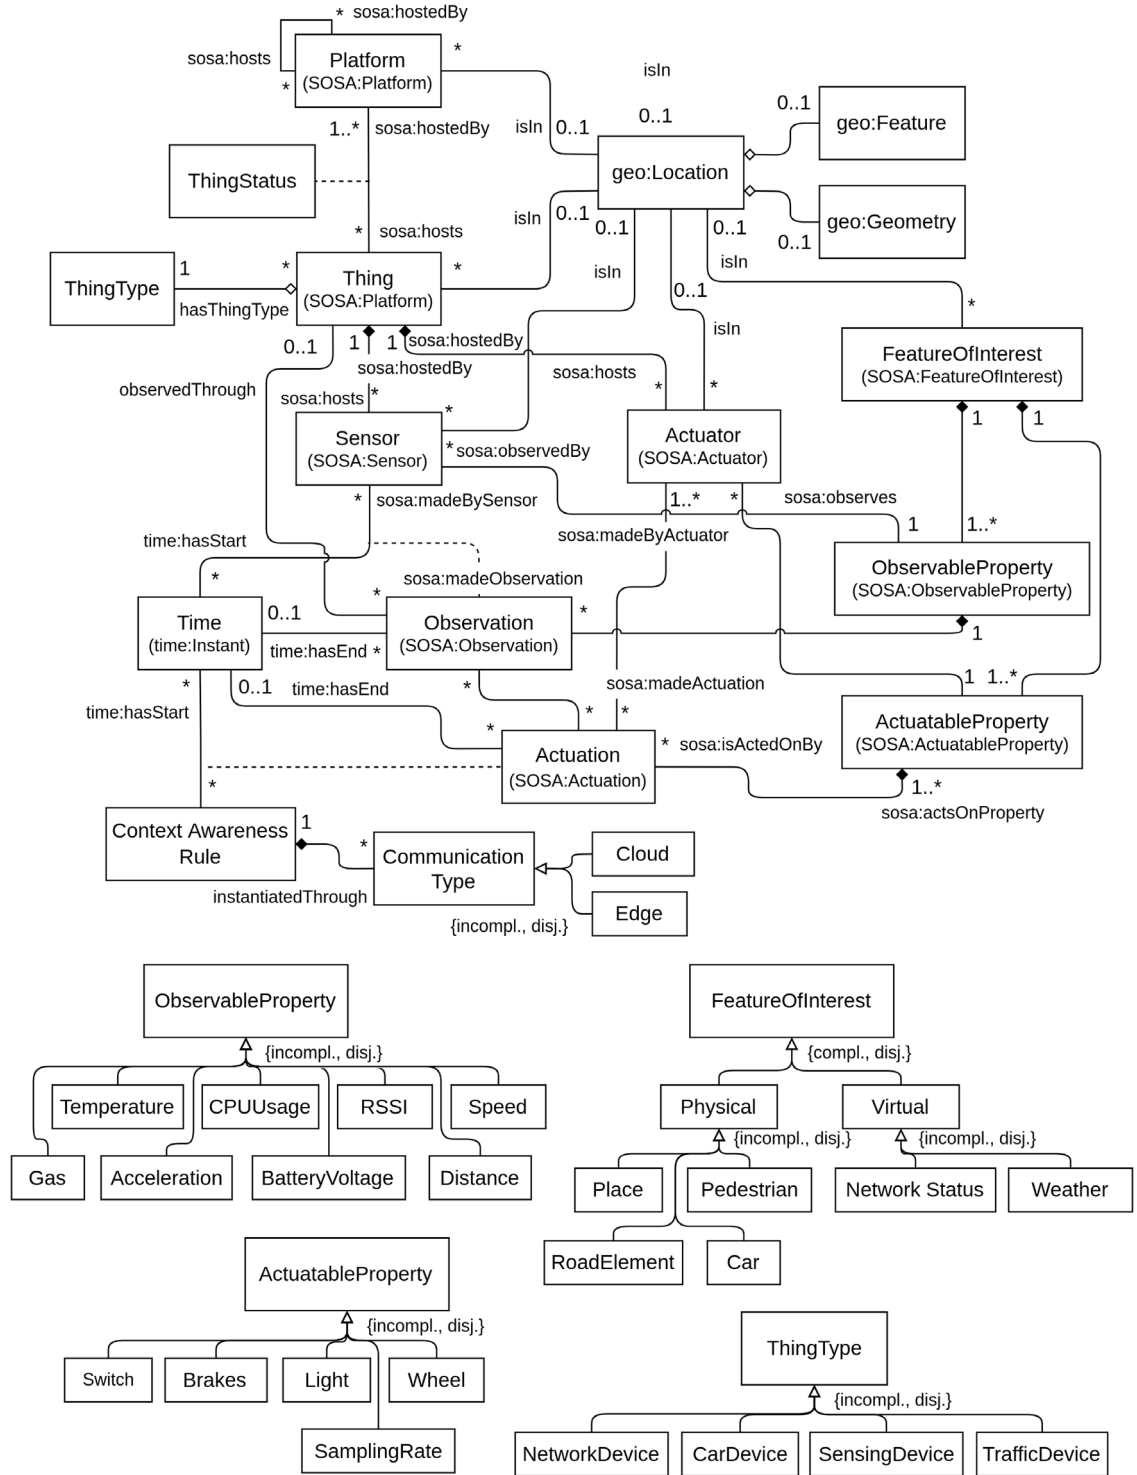 * sosa:hostedBy
sosa:hosts
*
Platform
(SOSA:Platform)
*
isIn
0..1
0..1
geo:Feature
1..*
sosa:hostedBy
isIn
0..1
geo:Location
ThingStatus
isIn
0..1
0..1
0..1
geo:Geometry
0..1
*
sosa:hosts
isIn
isIn
ThingType
1
*
hasThingType
Thing
(SOSA:Platform)
*
0..1
isIn
*
0..1
1
1
sosa:hostedBy
sosa:hostedBy
sosa:hosts
*
*
FeatureOfInterest
(SOSA:FeatureOfInterest)
observedThrough
sosa:hosts
*
*
Sensor
(SOSA:Sensor)
* sosa:observedBy
Actuator
(SOSA:Actuator)
1
1
*
sosa:madeBySensor
1..*
*
sosa:observes
1
1..*
sosa:madeByActuator
time:hasStart
*
sosa:madeObservation
*
ObservableProperty
(SOSA:ObservableProperty)
Time
(time:Instant)
0..1
time:hasEnd *
Observation
(SOSA:Observation)
*
1
*
0..1
time:hasEnd
*
sosa:madeActuation
1
1..*
time:hasStart
*
*
*
Actuation
(SOSA:Actuation)
* sosa:isActedOnBy
ActuatableProperty
(SOSA:ActuatableProperty)
*
1..*
sosa:actsOnProperty
Context Awareness
Rule
1
*
instantiatedThrough
Communication
Type
{incompl., disj.}
Cloud
Edge
ObservableProperty
{incompl., disj.}
Temperature
CPUUsage
RSSI
Speed
Gas
Acceleration
BatteryVoltage
Distance
FeatureOfInterest
{compl., disj.}
Physical
Virtual
{incompl., disj.}
{incompl., disj.}
Place
Pedestrian
Network Status
Weather
RoadElement
Car
ActuatableProperty
{incompl., disj.}
Switch
Brakes
Light
Wheel
SamplingRate
ThingType
{incompl., disj.}
NetworkDevice
CarDevice
SensingDevice
TrafficDevice